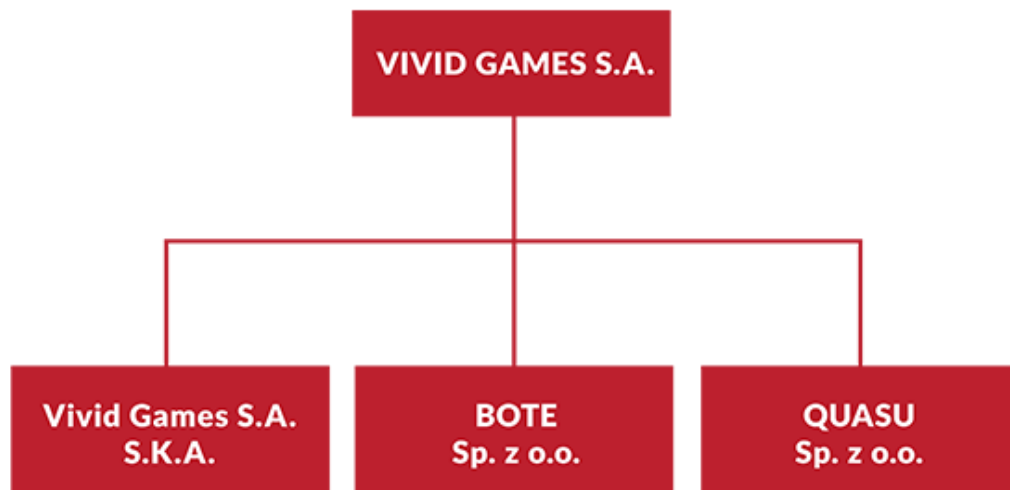 VIVID GAMES S.A.
Vivid Games S.A.
S.K.A.
BOTE
Sp. z o.o.
QUASU
Sp. z o.o.